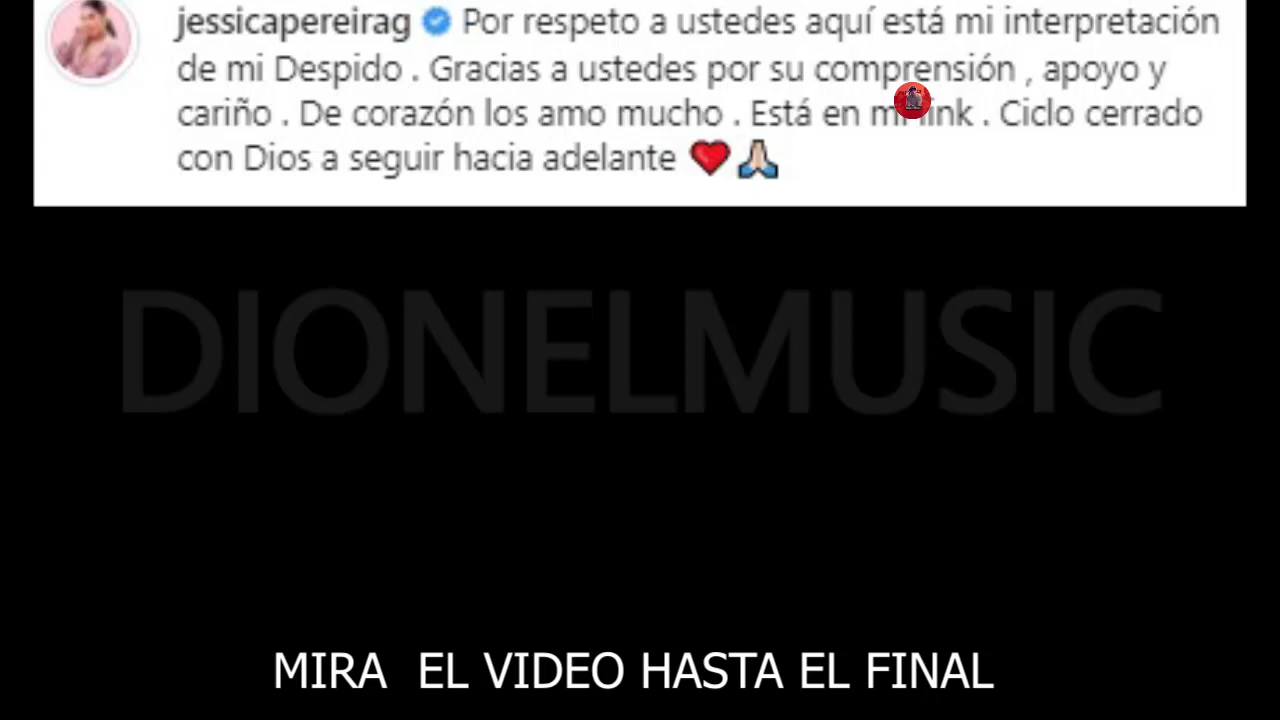 jessicapereirag Por respeto a ustedes aquí está mi interpretación
de mi Despido . Gracias a ustedes por su comprensión , apoyo y
cariño . De corazón los amo mucho . Está en mi link . Ciclo cerrado
con Dios a seguir hacia adelante ❤️🙏🏻
DIONELMUSIC
MIRA EL VIDEO HASTA EL FINAL